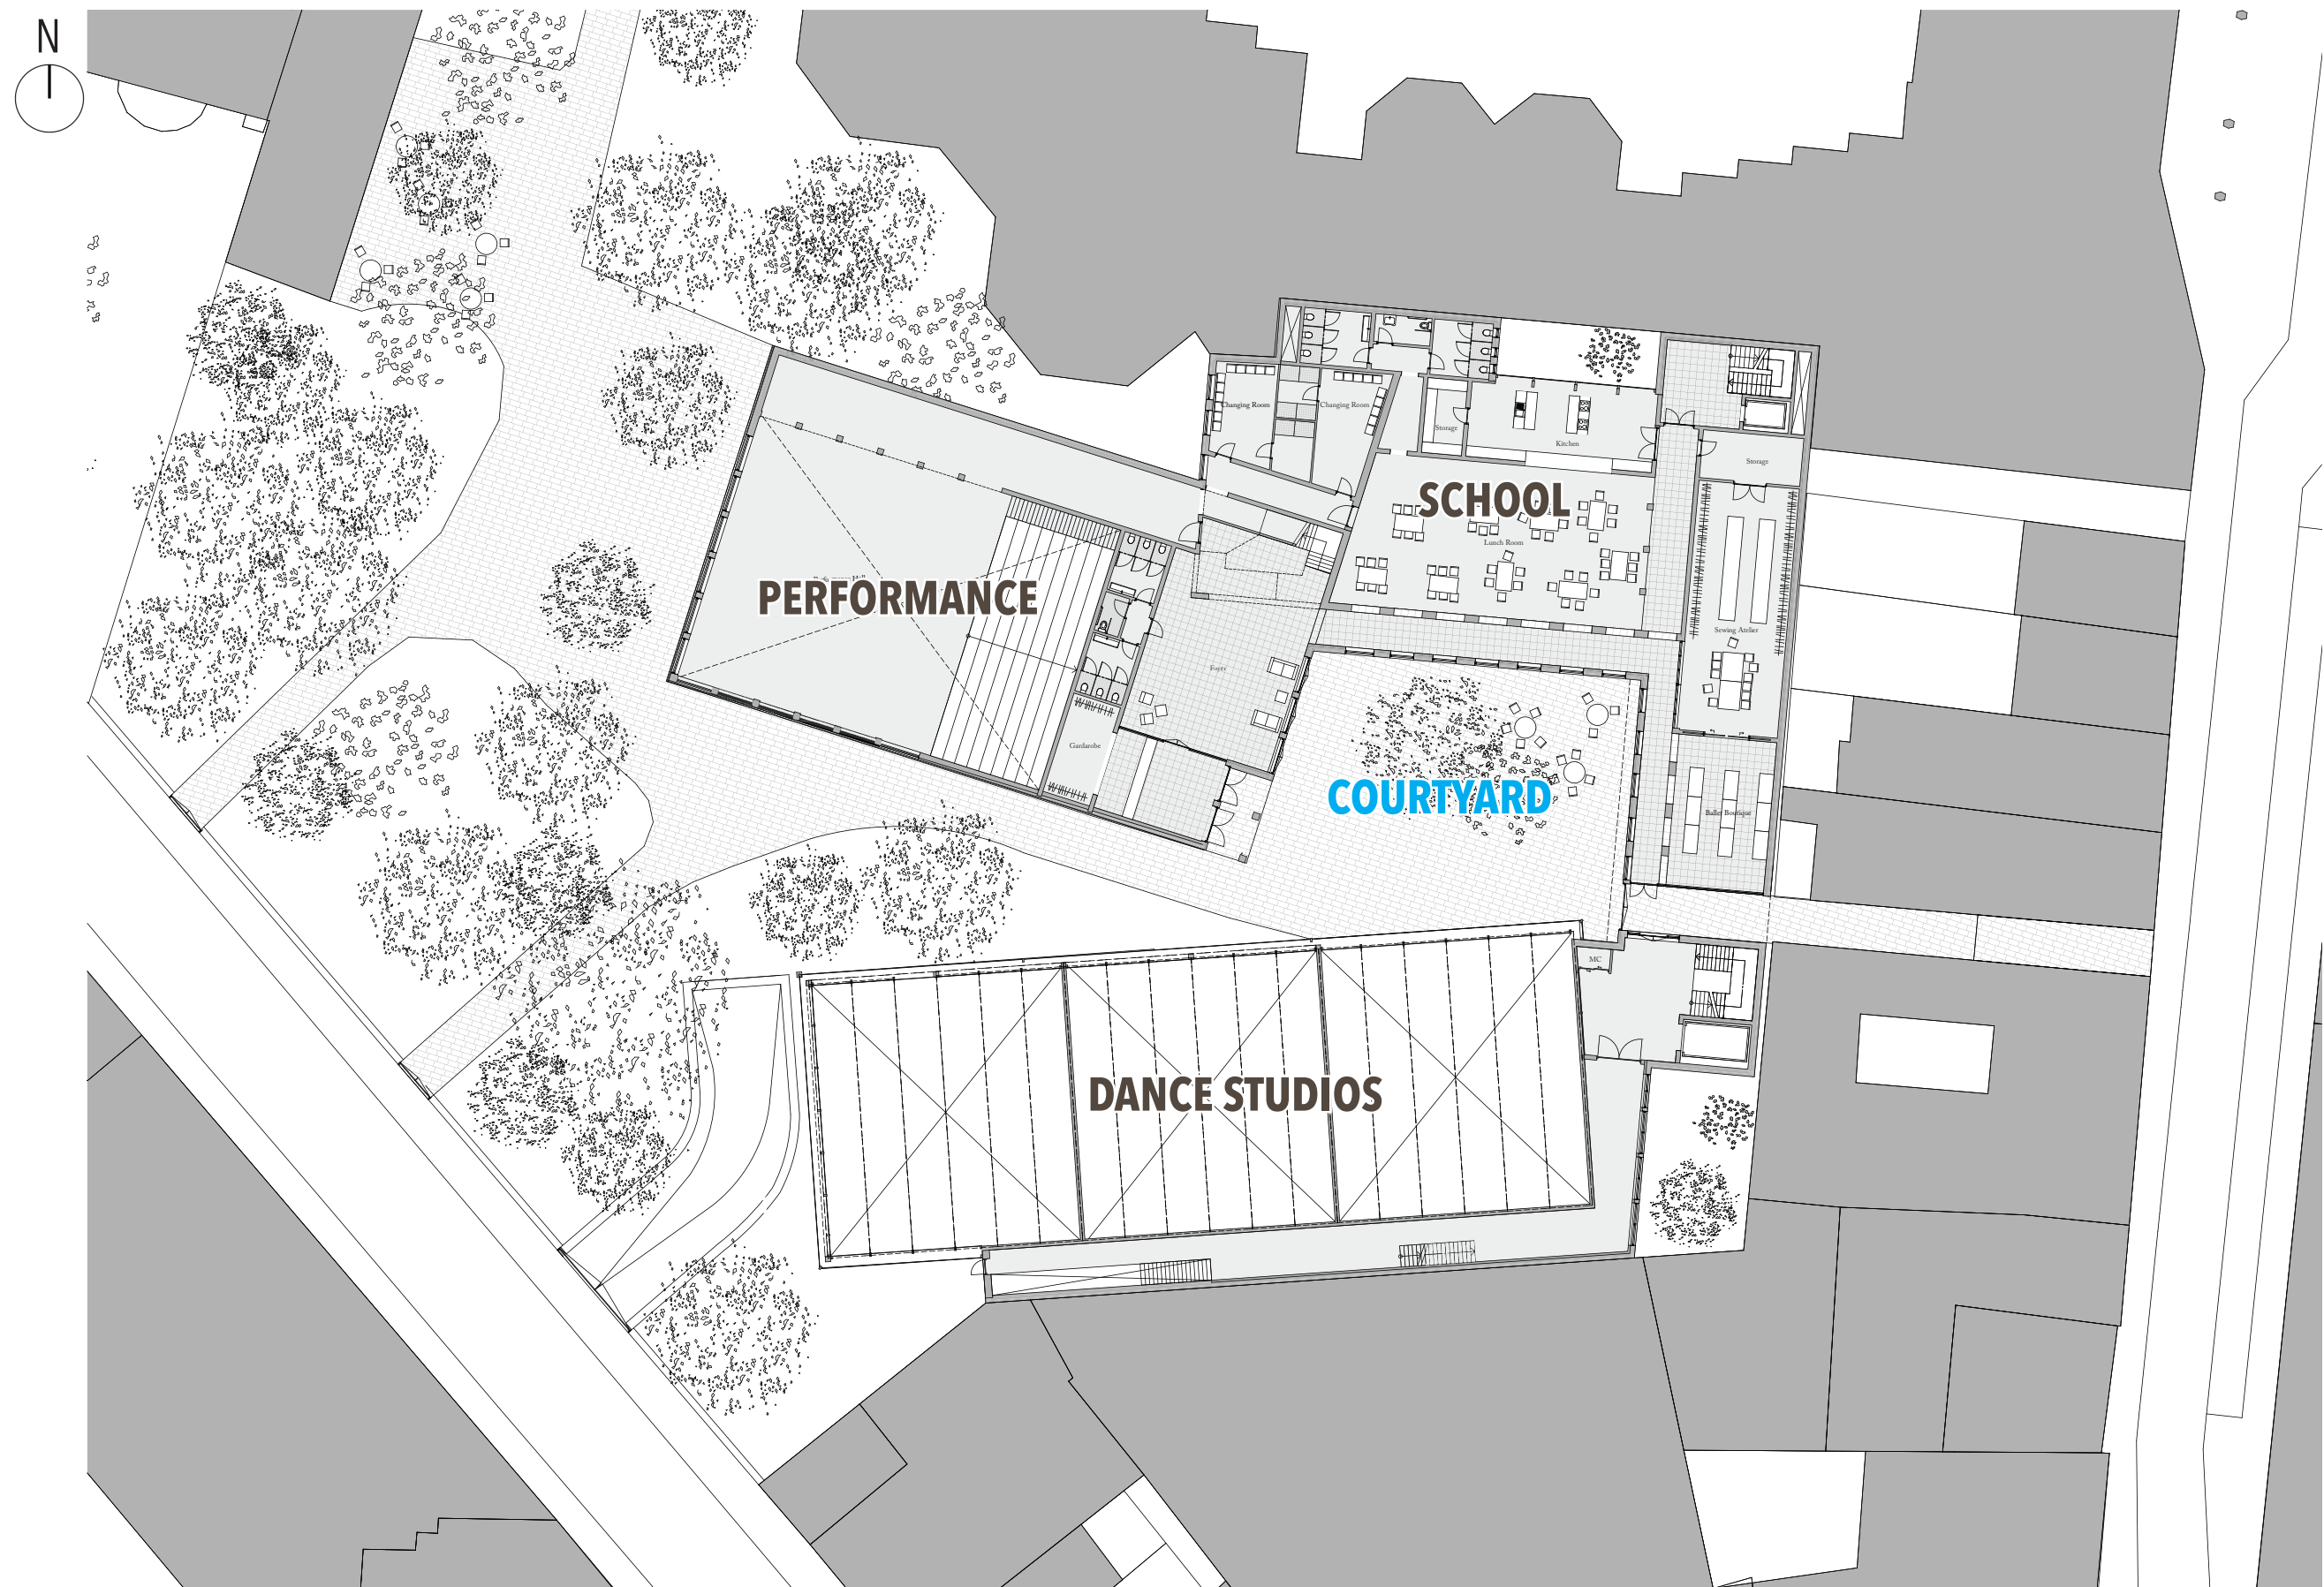 N
Changing Room
Changing Room
Storage
Kitchen
Storage
SCHOOL
Lunch Room
PERFORMANCE
Sewing Atelier
Foyer
Gardarobe
COURTYARD
Ballet Boutique
MC
DANCE STUDIOS